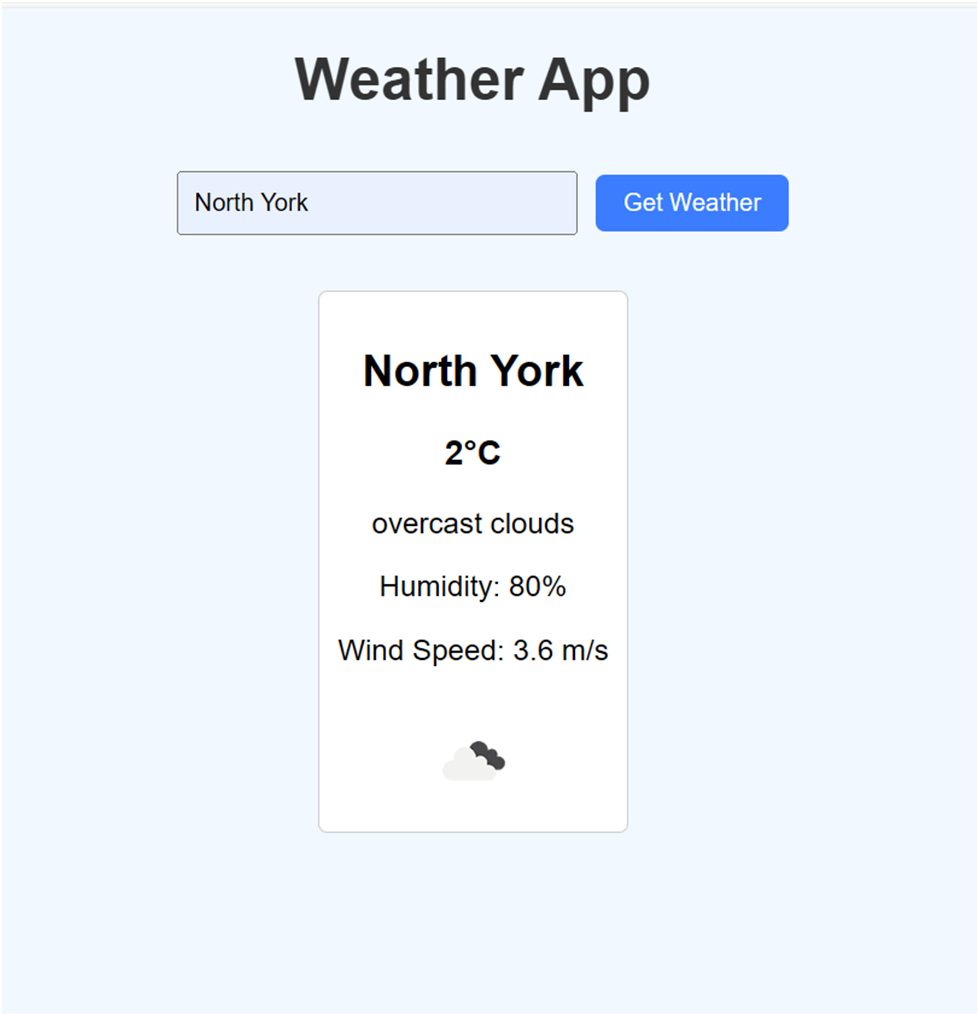 Weather App
North York
Get Weather
North York
2°C
overcast clouds
Humidity: 80%
Wind Speed: 3.6 m/s